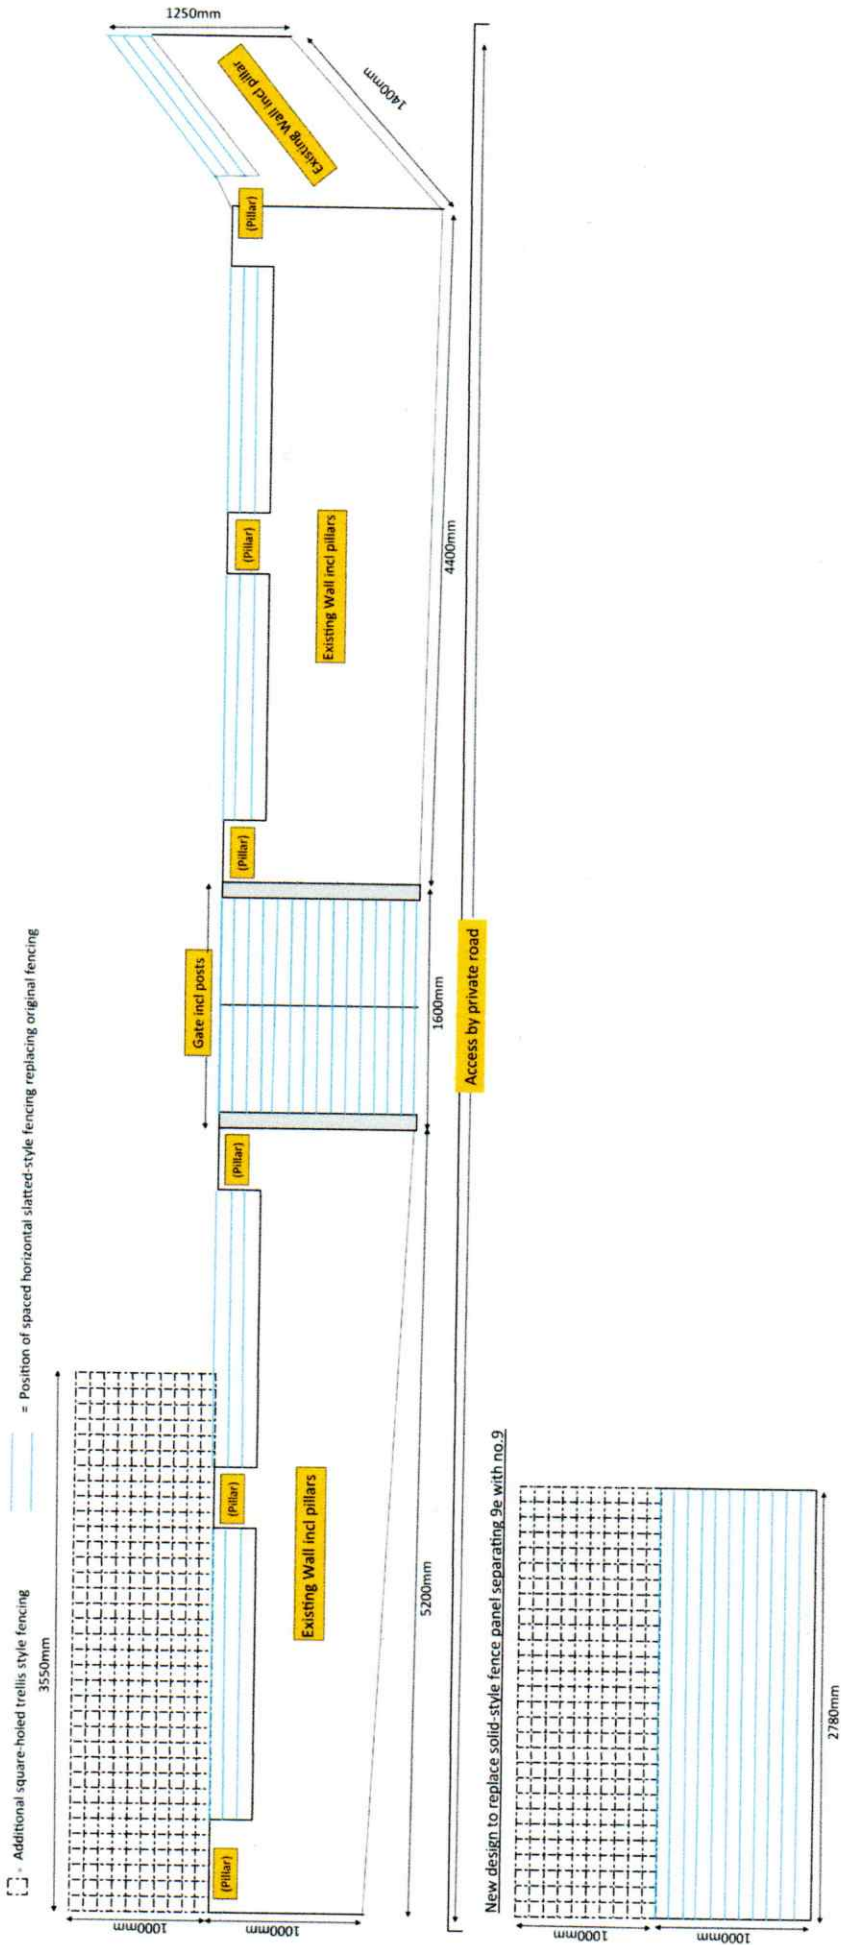 - Additional square-holed trellis style fencing
= Position of spaced horizontal slatted-style fencing replacing original fencing
3550mm
1000mm
1000mm
(Pillar)
(Pillar)
(Pillar)
Existing Wall incl pillars
5200mm
Gate incl posts
1600mm
(Pillar)
(Pillar)
(Pillar)
Existing Wall incl pillars
4400mm
Existing Wall incl pillar
1250mm
1400mm
Access by private road
New design to replace solid-style fence panel separating 9e with no.9
1000mm
1000mm
2780mm